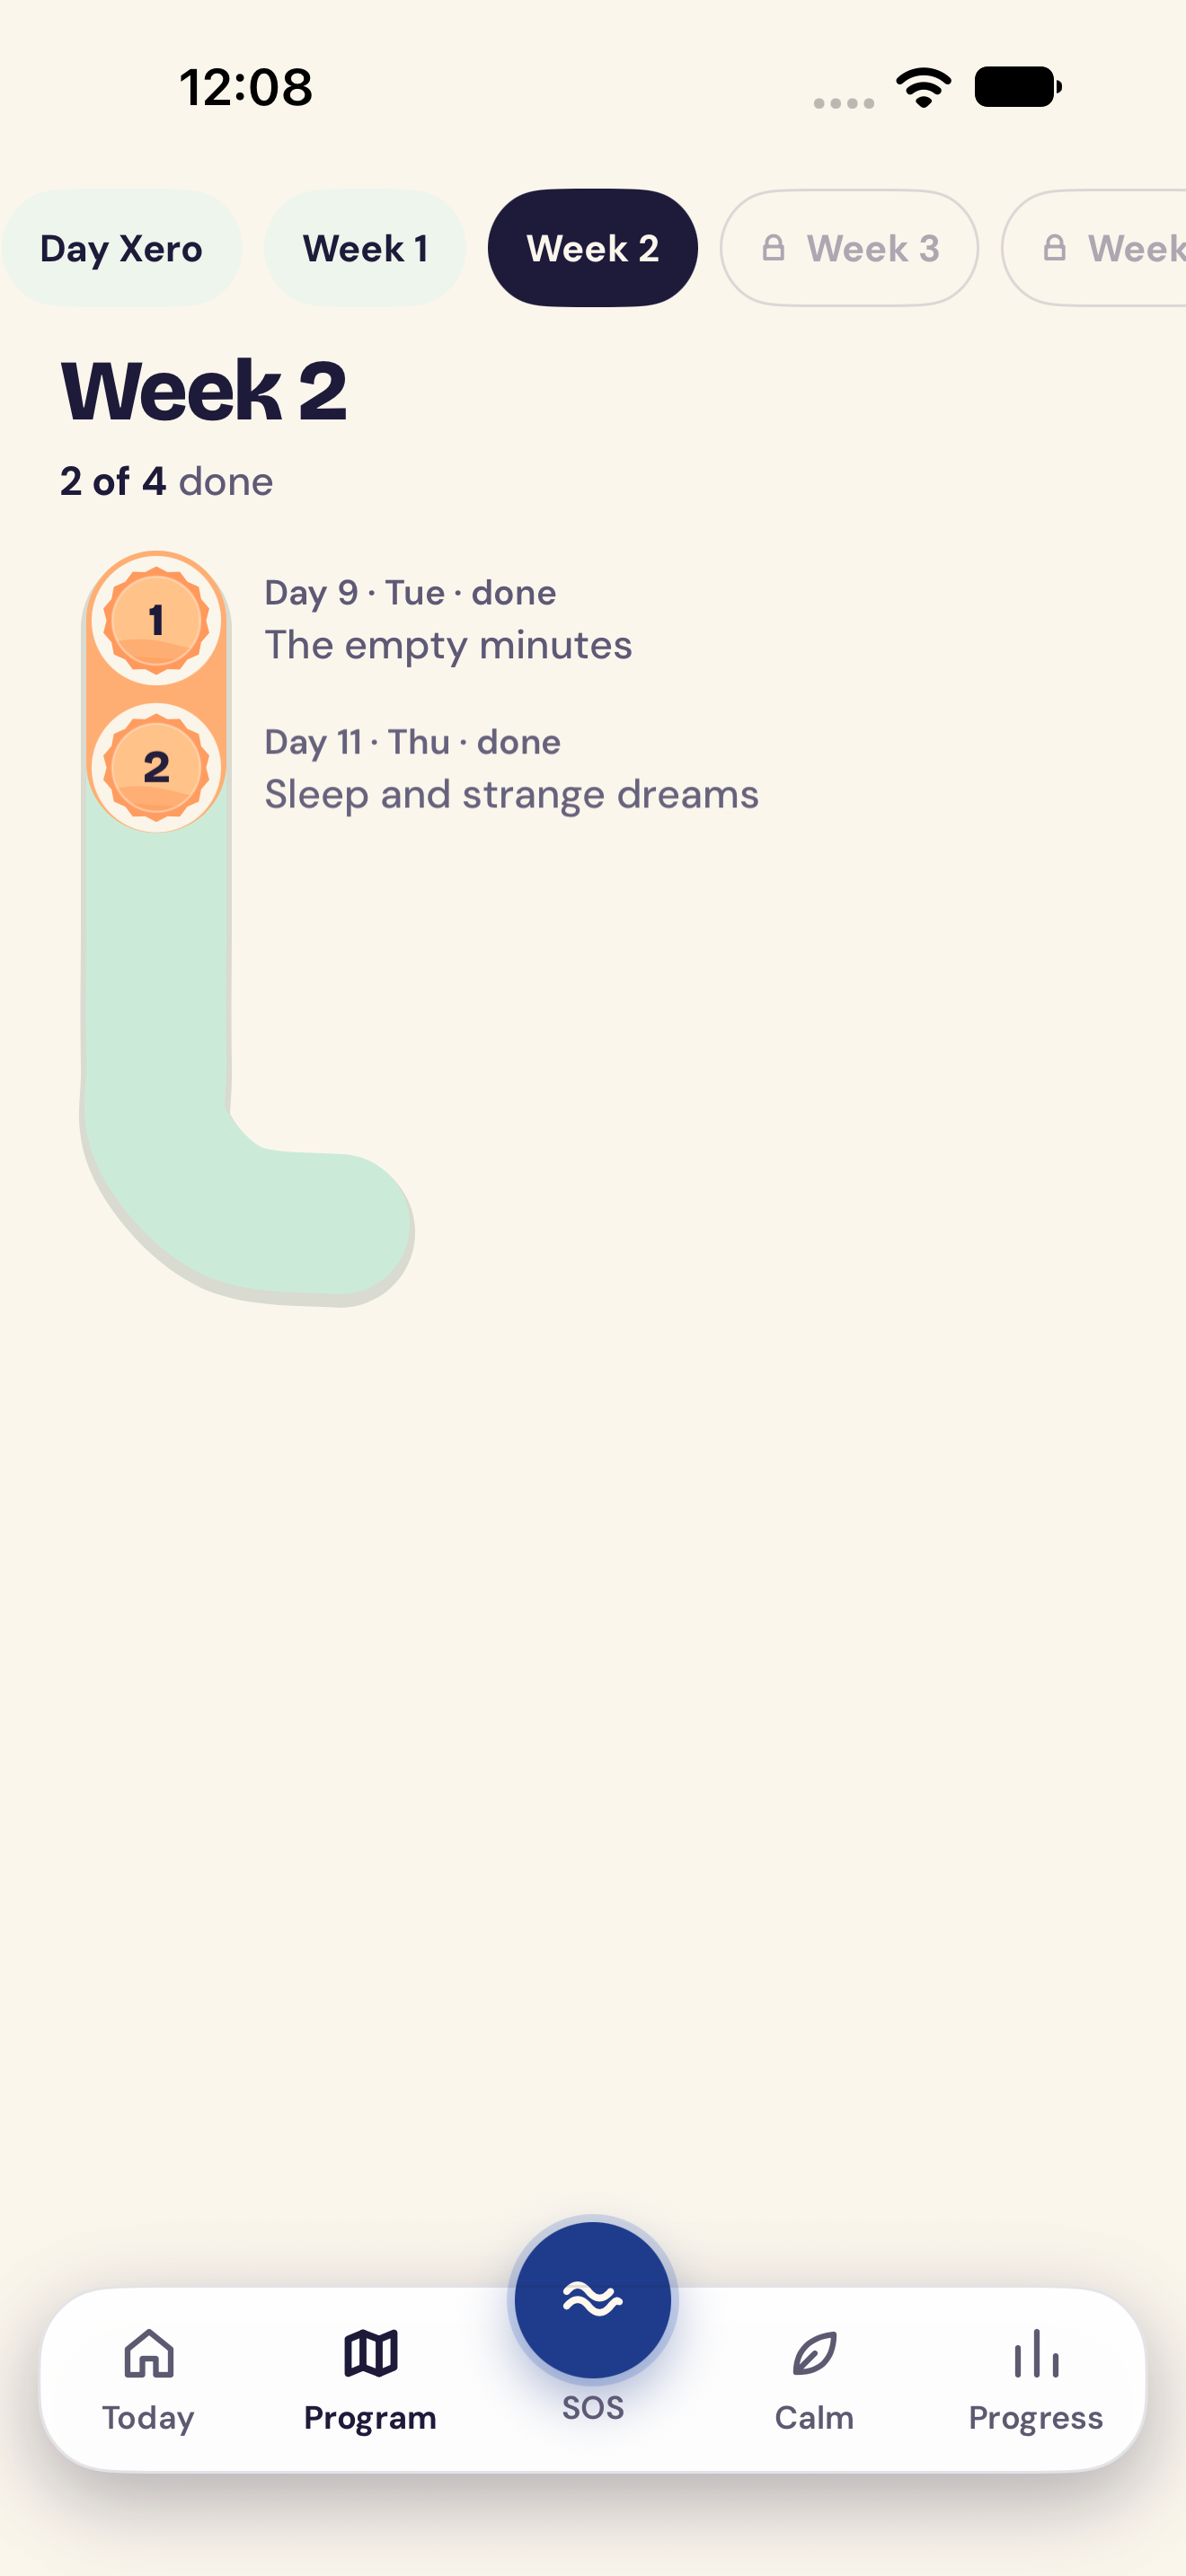 12:08
Day Xero
Week 1
Week 2
Week 3
Week
Week 2
2 of 4 done
1
Day 9 · Tue · done
The empty minutes
2
Day 11 · Thu · done
Sleep and strange dreams
Today
Program
SOS
Calm
Progress